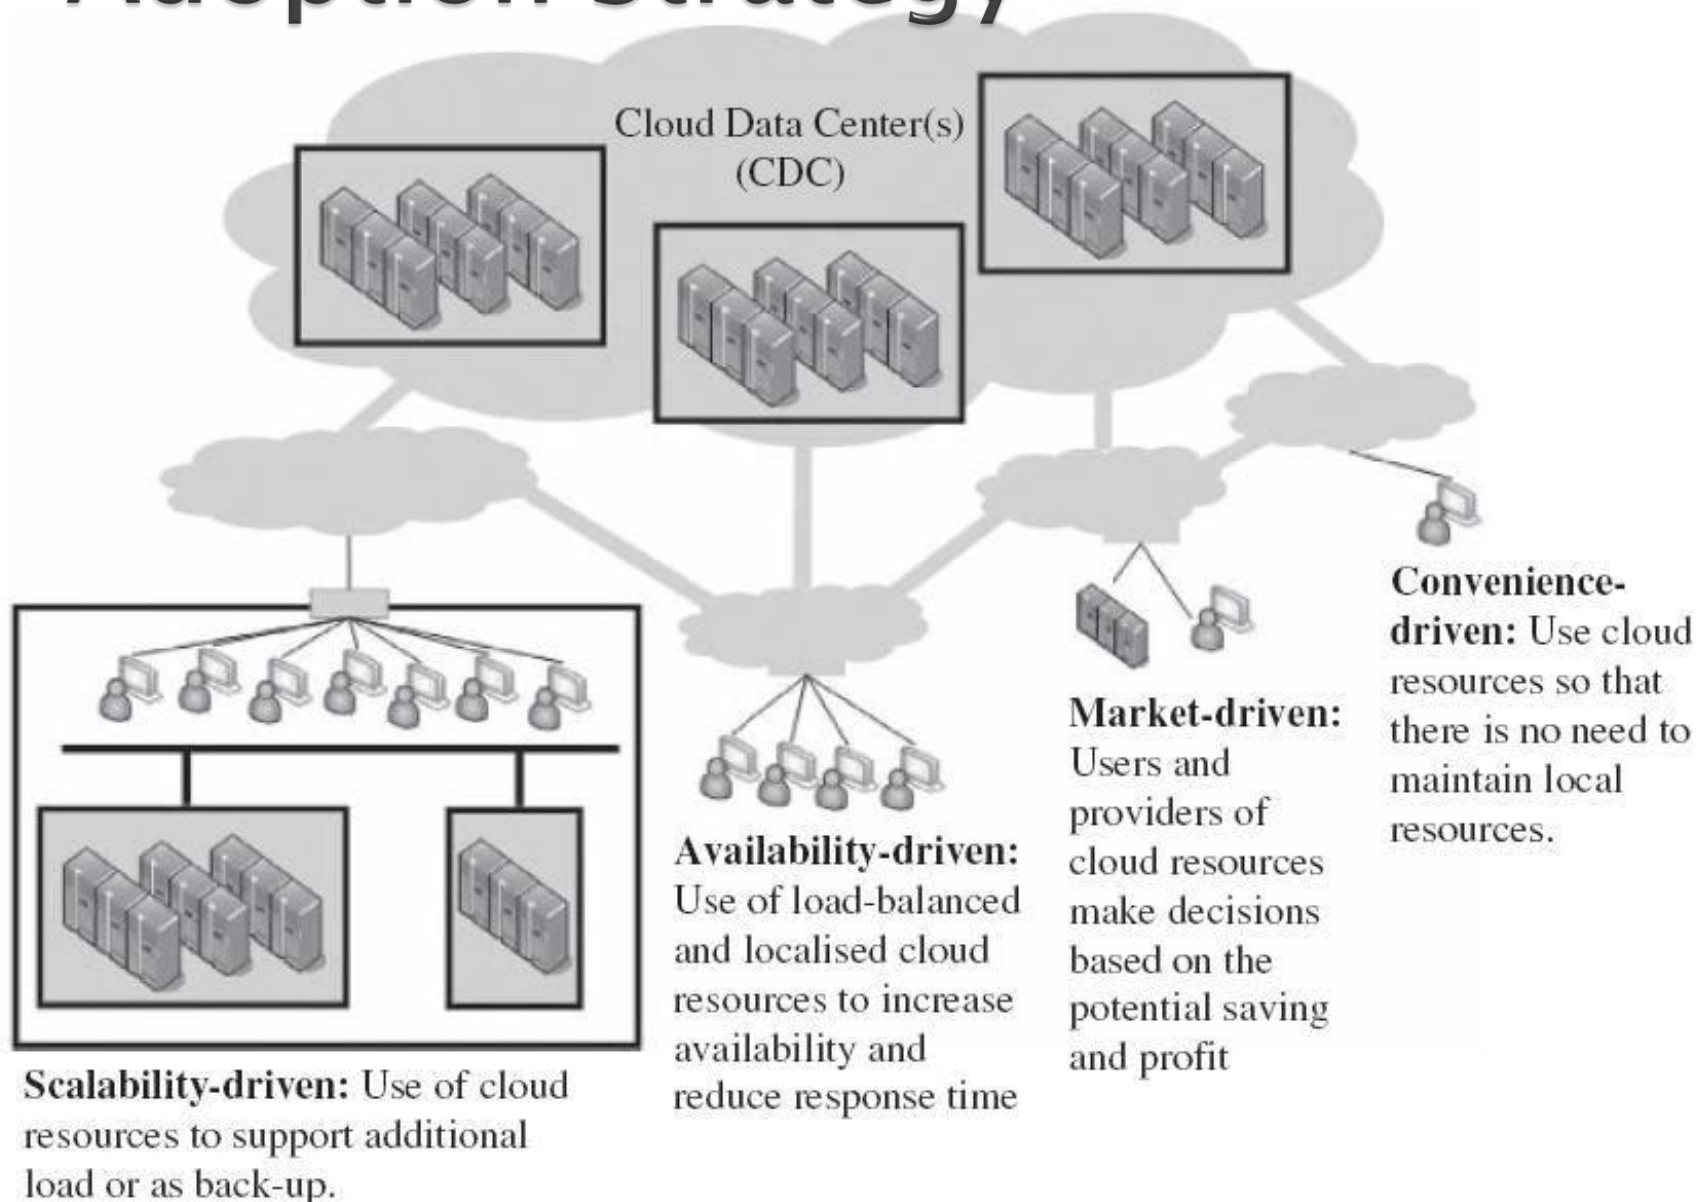 Adoption Strategy
Cloud Data Center(s)
(CDC)
Convenience-
driven: Use cloud
resources so that
there is no need to
maintain local
resources.
Market-driven:
Users and
providers of
cloud resources
make decisions
based on the
potential saving
and profit
Availability-driven:
Use of load-balanced
and localised cloud
resources to increase
availability and
reduce response time
Scalability-driven: Use of cloud
resources to support additional
load or as back-up.